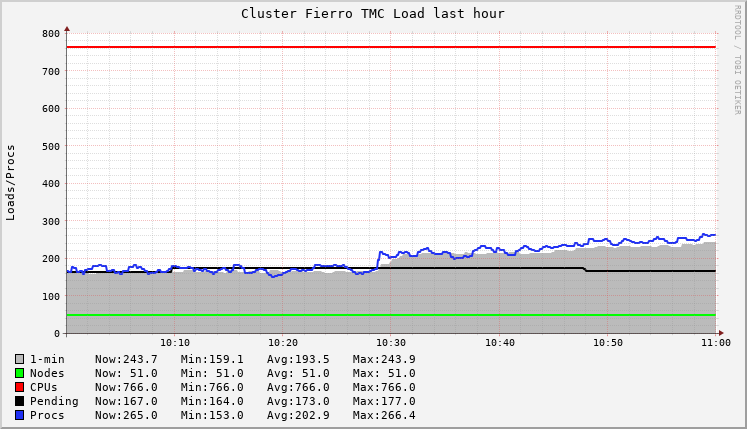 Cluster Fierro TMC Load last hour
RRDTOOL / TOBI OETIKER
Loads/Procs
800
700
600
500
400
300
200
100
0
10:10 10:20 10:30 10:40 10:50 11:00
1-min Now:243.7 Min:159.1 Avg:193.5 Max:243.9
Nodes Now: 51.0 Min: 51.0 Avg: 51.0 Max: 51.0
CPUs Now:766.0 Min:766.0 Avg:766.0 Max:766.0
Pending Now:167.0 Min:164.0 Avg:173.0 Max:177.0
Procs Now:265.0 Min:153.0 Avg:202.9 Max:266.4